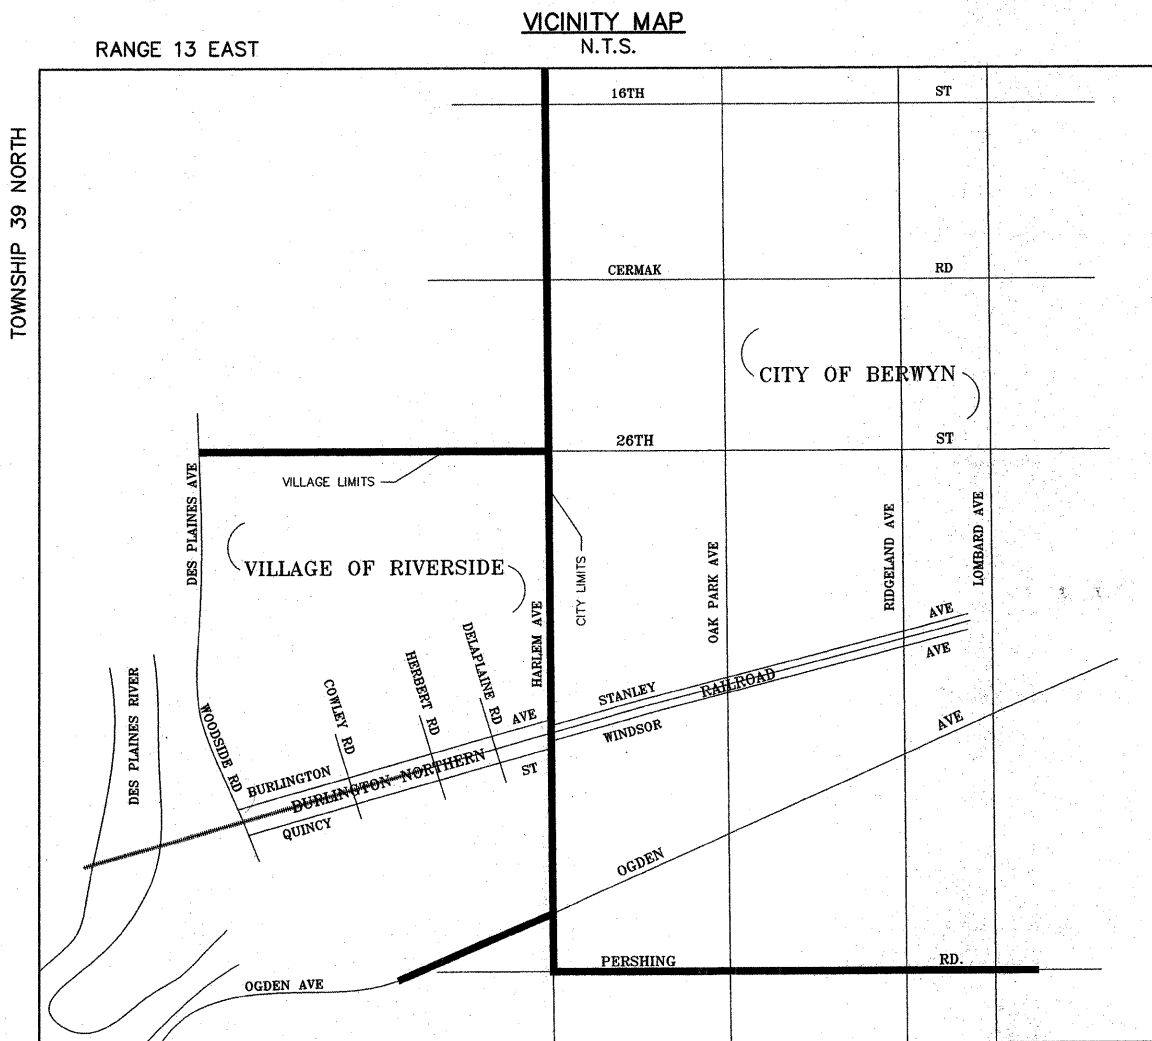 VICINITY MAP
N.T.S.
RANGE 13 EAST
TOWNSHIP 39 NORTH
16TH ST
CERMAK RD
CITY OF BERWYN
26TH ST
VILLAGE LIMITS
DES PLAINES AVE
VILLAGE OF RIVERSIDE
CITY LIMITS
HARLEM AVE
OAK PARK AVE
RIDGELAND AVE
LOMBARD AVE
DELAPLAINE RD
HERBERT RD
COWLEY RD
WOODSIDE RD
DES PLAINES RIVER
BURLINGTON AVE
STANLEY AVE
BURLINGTON NORTHERN RAILROAD
QUINCY ST
WINDSOR AVE
OGDEN AVE
PERSHING RD.
OGDEN AVE